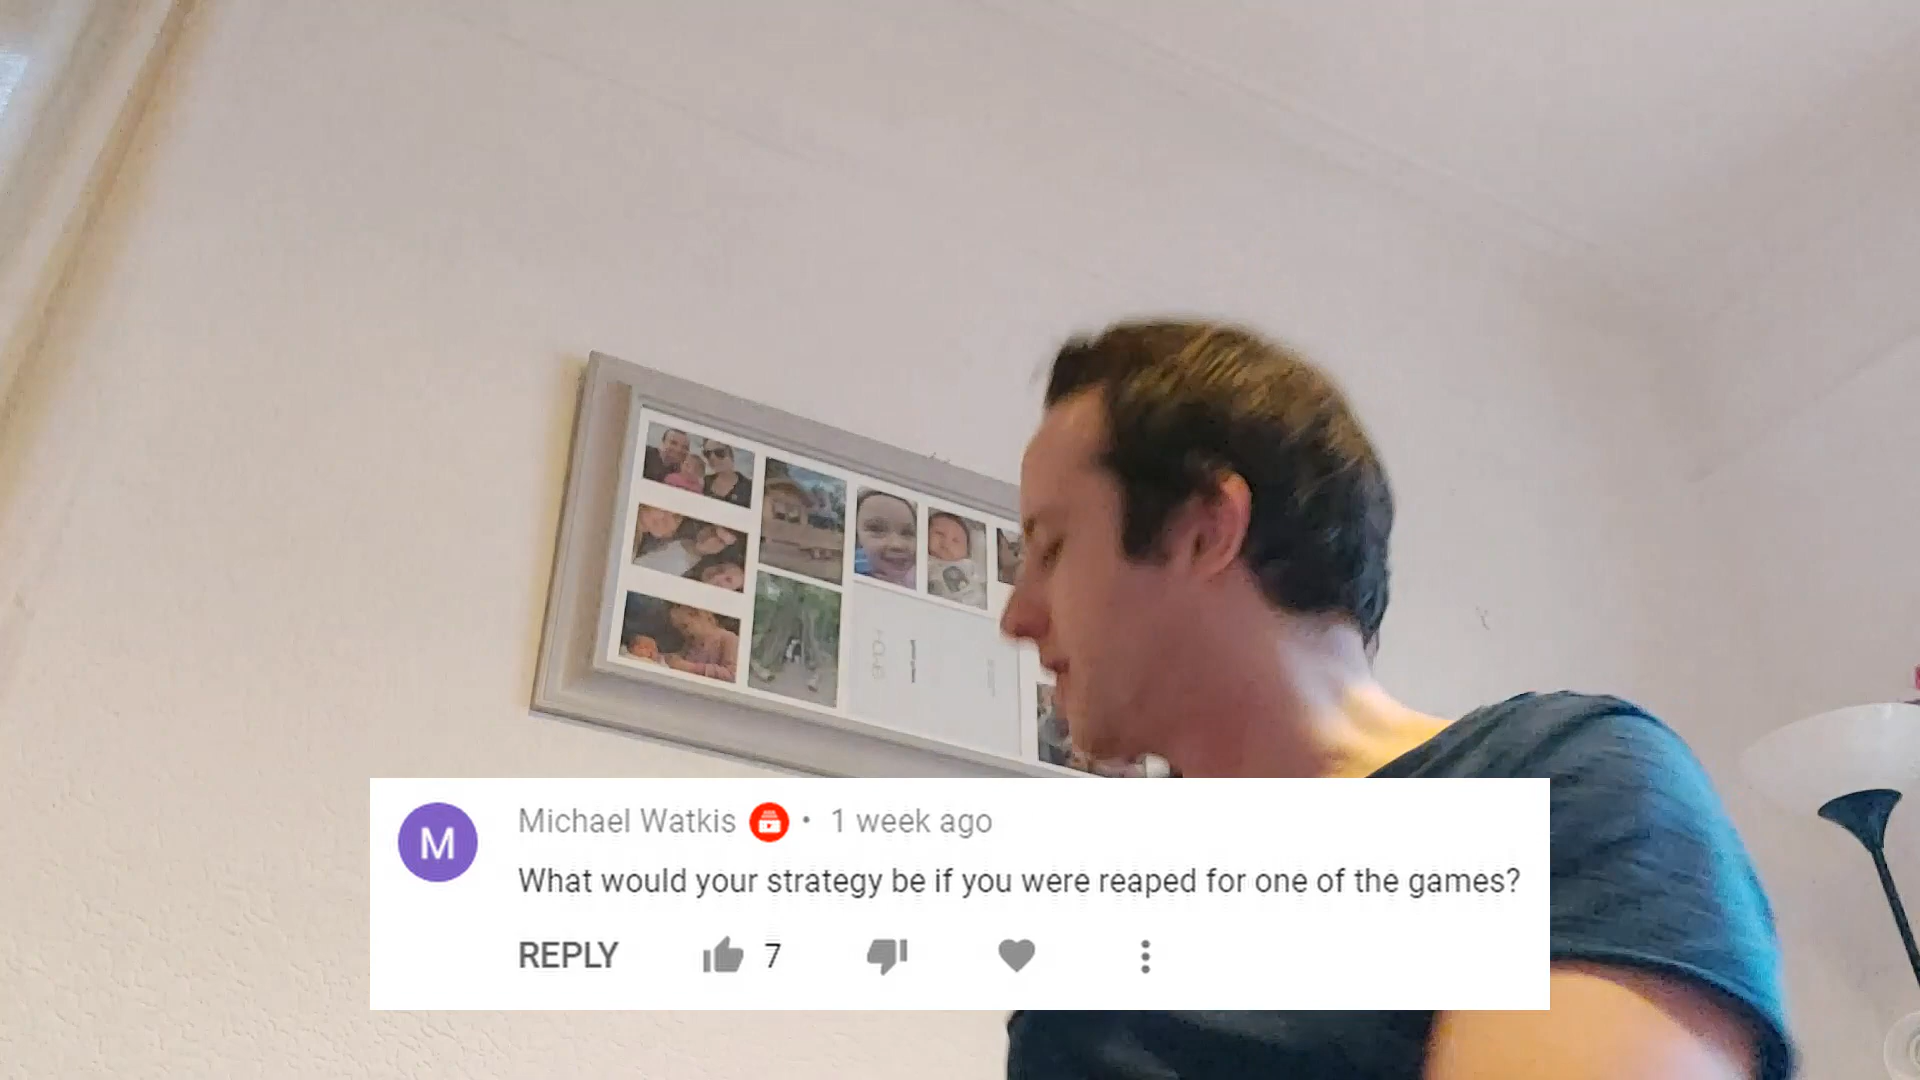 M
Michael Watkis • 1 week ago
What would your strategy be if you were reaped for one of the games?
REPLY 7